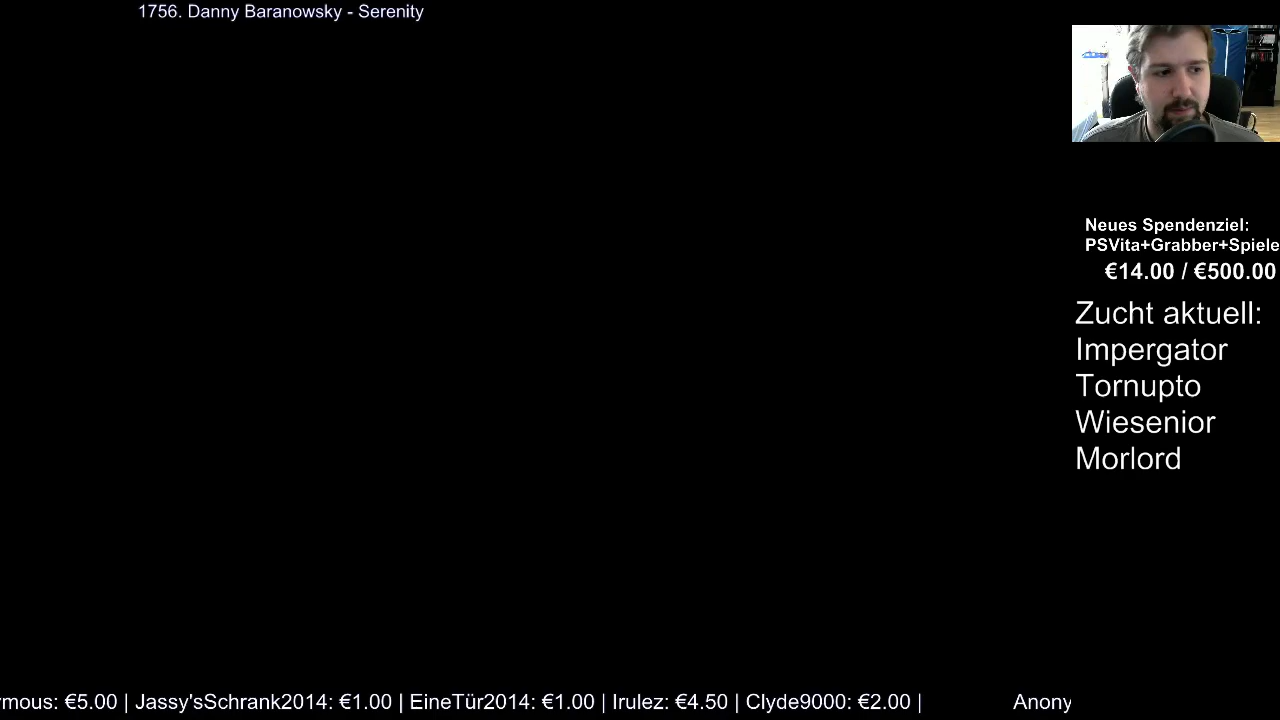 1756. Danny Baranowsky - Serenity
Neues Spendenziel:
PSVita+Grabber+Spiele
€14.00 / €500.00
Zucht aktuell:
Impergator
Tornupto
Wiesenior
Morlord
ymous: €5.00 | Jassy'sSchrank2014: €1.00 | EineTür2014: €1.00 | Irulez: €4.50 | Clyde9000: €2.00 | Anony